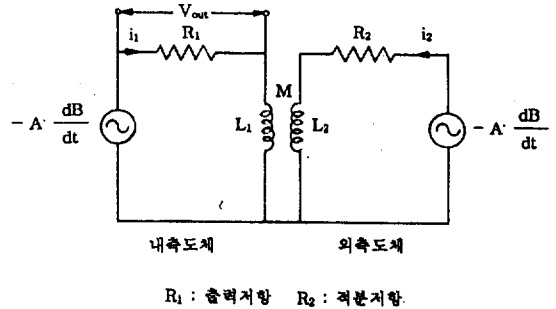 V_out
i₁
R₁
R₂
i₂
M
- A · dB/dt
L₁
L₂
- A · dB/dt
내측도체
외측도체
R₁ : 출력저항 R₂ : 적분저항